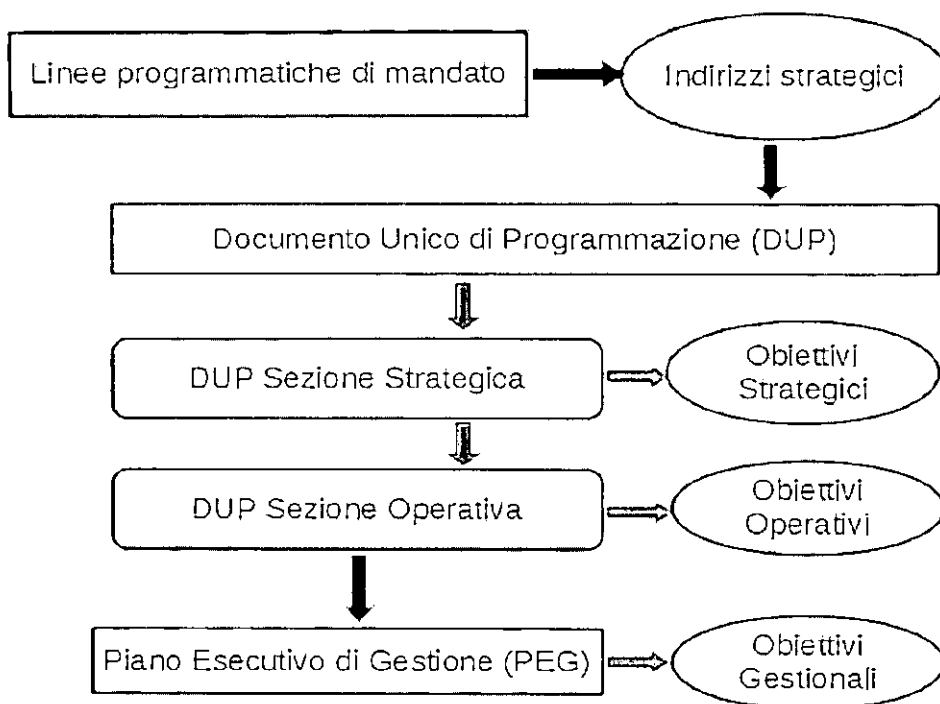 Linee programmatiche di mandato
Indirizzi strategici
Documento Unico di Programmazione (DUP)
DUP Sezione Strategica
Obiettivi
Strategici
DUP Sezione Operativa
Obiettivi
Operativi
Piano Esecutivo di Gestione (PEG)
Obiettivi
Gestionali